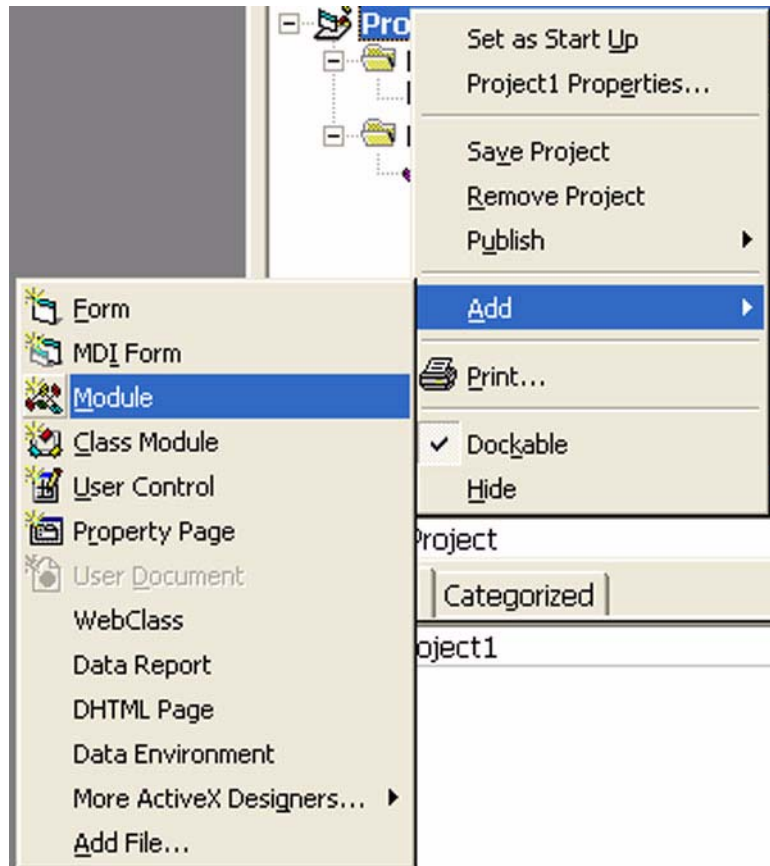 Pro
Set as Start Up
Project1 Properties...
Save Project
Remove Project
Publish
Add
Print...
Dockable
Hide
Form
MDI Form
Module
Class Module
User Control
Property Page
User Document
WebClass
Data Report
DHTML Page
Data Environment
More ActiveX Designers...
Add File...
Project
Categorized
oject1